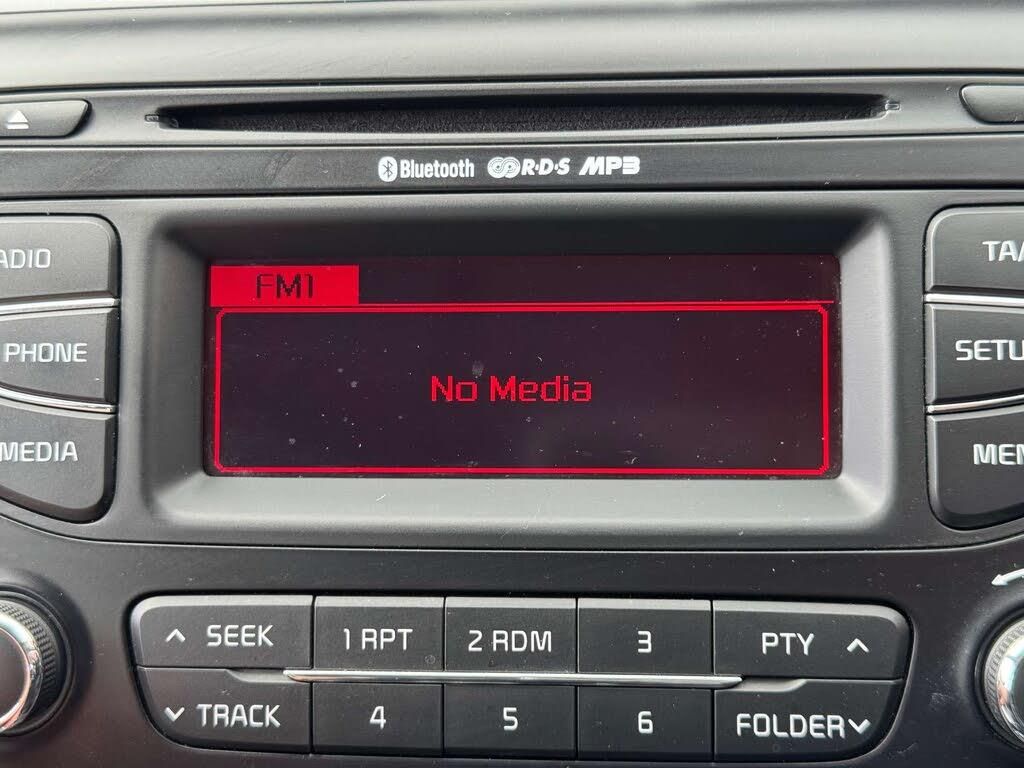 Bluetooth R·D·S MP3
ADIO
FM1
TA/
PHONE
No Media
SETU
MEDIA
MEN
SEEK 1 RPT 2 RDM 3 PTY
TRACK 4 5 6 FOLDER